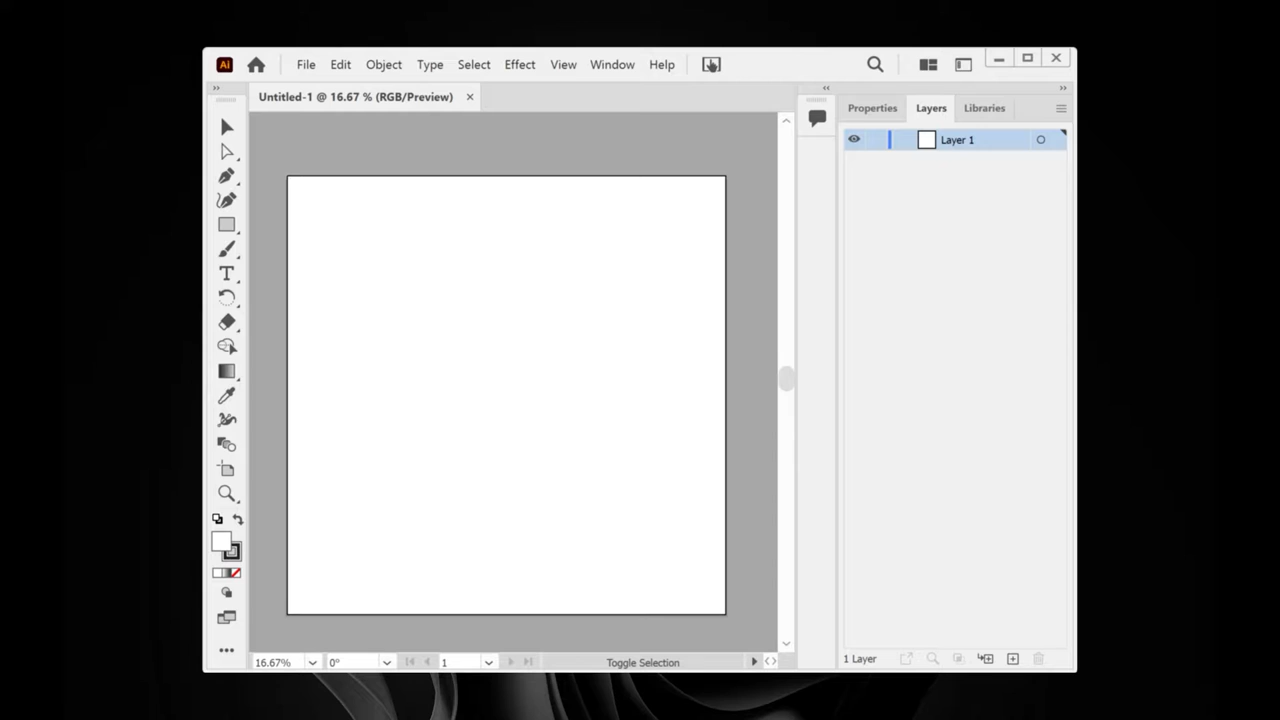 Ai File Edit Object Type Select Effect View Window Help
Untitled-1 @ 16.67 % (RGB/Preview) ×
Properties Layers Libraries
Layer 1
T
16.67% 0° 1 Toggle Selection
1 Layer